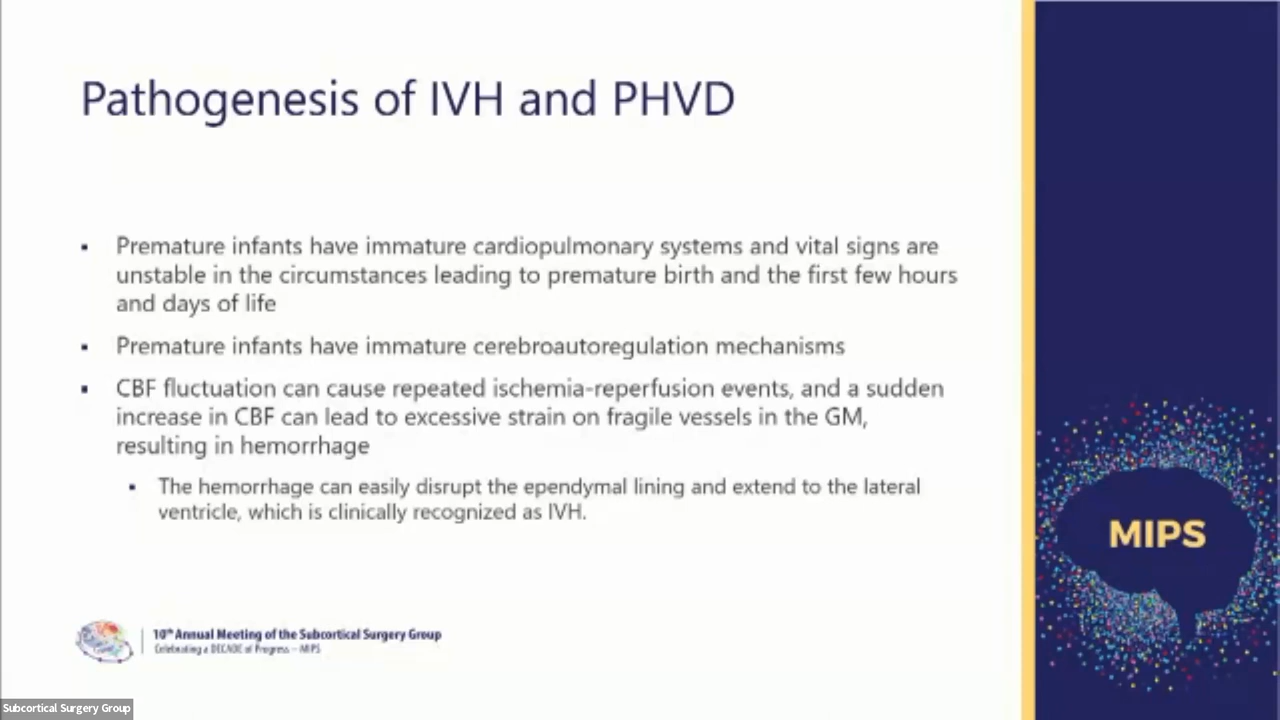 Pathogenesis of IVH and PHVD
Premature infants have immature cardiopulmonary systems and vital signs are
unstable in the circumstances leading to premature birth and the first few hours
and days of life
Premature infants have immature cerebroautoregulation mechanisms
CBF fluctuation can cause repeated ischemia-reperfusion events, and a sudden
increase in CBF can lead to excessive strain on fragile vessels in the GM,
resulting in hemorrhage
The hemorrhage can easily disrupt the ependymal lining and extend to the lateral
ventricle, which is clinically recognized as IVH.
MIPS
10th Annual Meeting of the Subcortical Surgery Group
Celebrating a DECADE of Progress – MIPS
Subcortical Surgery Group